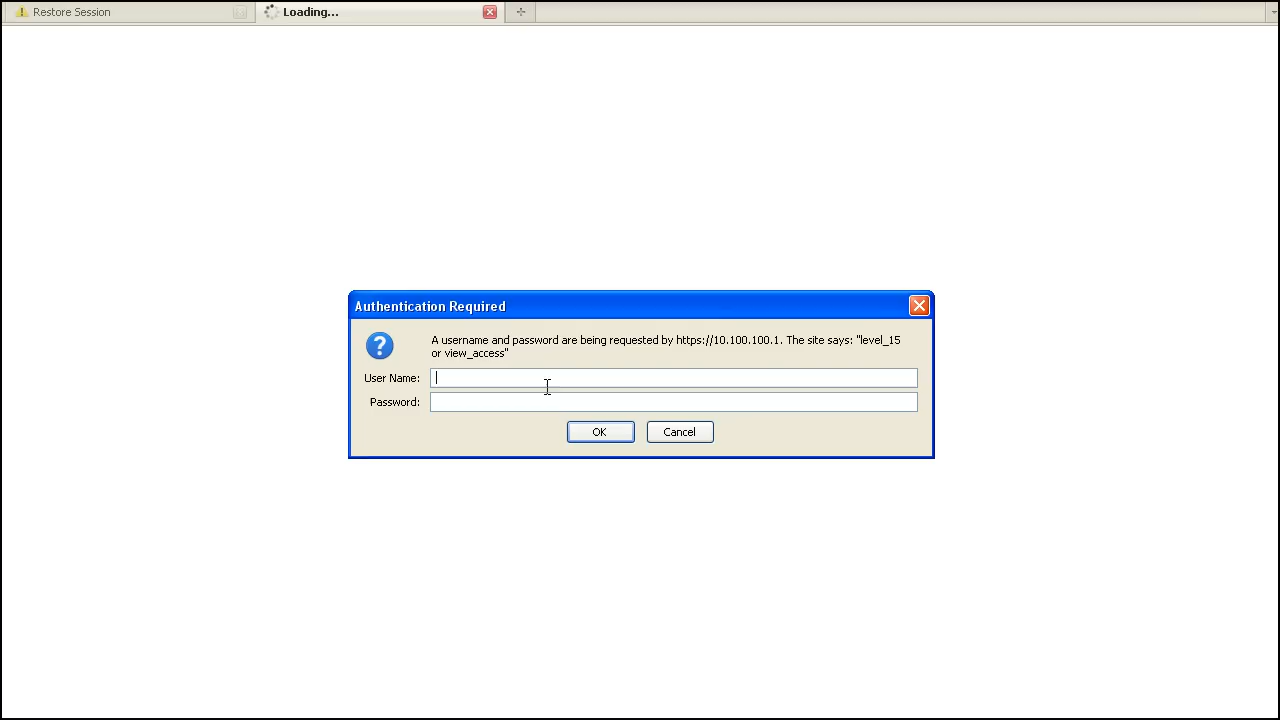 Restore Session
Loading...
Authentication Required
A username and password are being requested by https://10.100.100.1. The site says: "level_15
or view_access"
User Name:
Password:
OK
Cancel